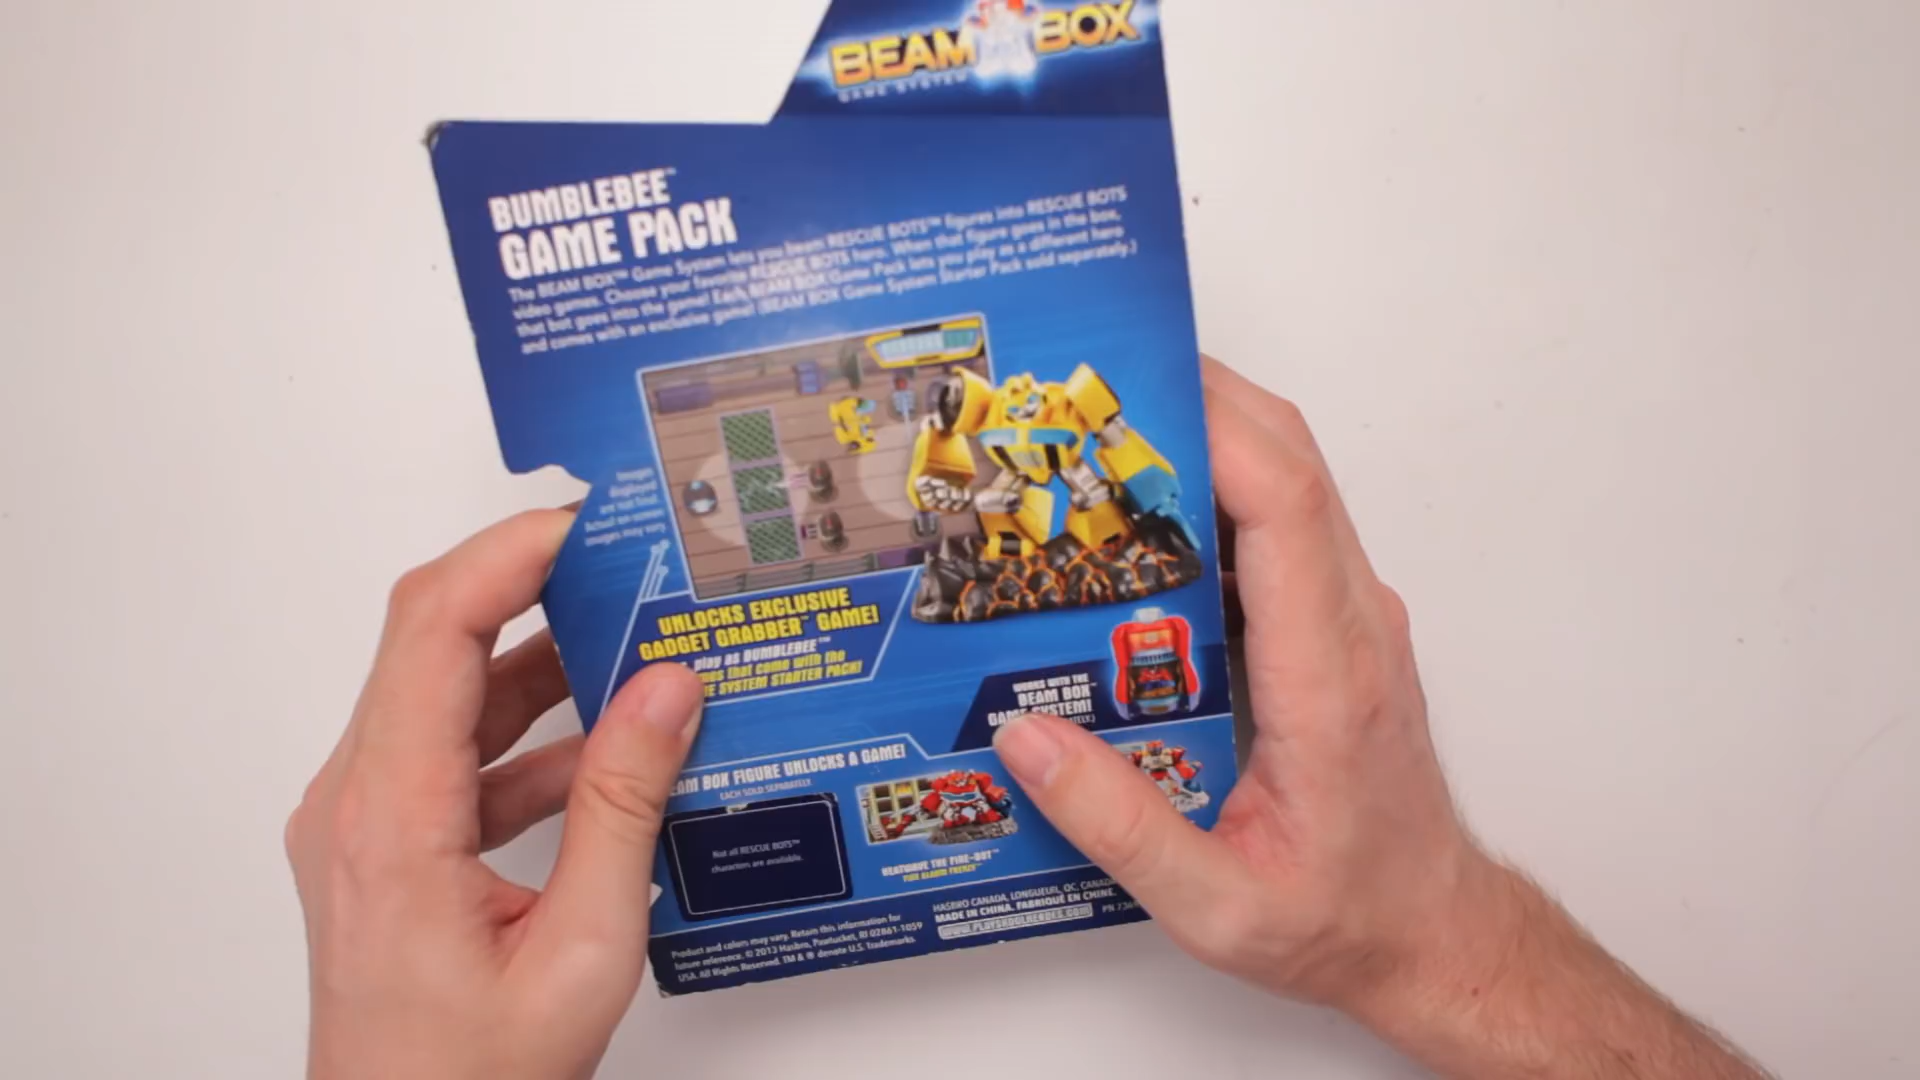 BEAM BOX
GAME SYSTEM
BUMBLEBEE™
GAME PACK
The BEAM BOX™ Game System lets you beam RESCUE BOTS™ figures into RESCUE BOTS
video games. Choose your favorite RESCUE BOTS hero. When that figure goes in the box,
that bot goes into the game! Each BEAM BOX Game Pack lets you play as a different hero
and comes with an exclusive game! (BEAM BOX Game System Starter Pack sold separately.)
Images
displayed
are not final.
Actual on screen
images may vary.
UNLOCKS EXCLUSIVE
GADGET GRABBER™ GAME!
play as BUMBLEBEE™
that come with the
SYSTEM STARTER PACK!
WORKS WITH THE
BEAM BOX™
GAME SYSTEM!
BOX FIGURE UNLOCKS A GAME!
EACH SOLD SEPARATELY.
Not all RESCUE BOTS™
characters are available.
HEATWAVE THE FIRE-BOT™
FIRE ALARM FRENZY™
Product and colors may vary. Retain this information for
future reference. © 2013 Hasbro, Pawtucket, RI 02861-1059
USA. All Rights Reserved. TM & ® denote U.S. Trademarks.
HASBRO CANADA, LONGUEUIL, QC, CANADA
MADE IN CHINA. FABRIQUÉ EN CHINE.
WWW.PLAYSKOOLHEROES.COM PN